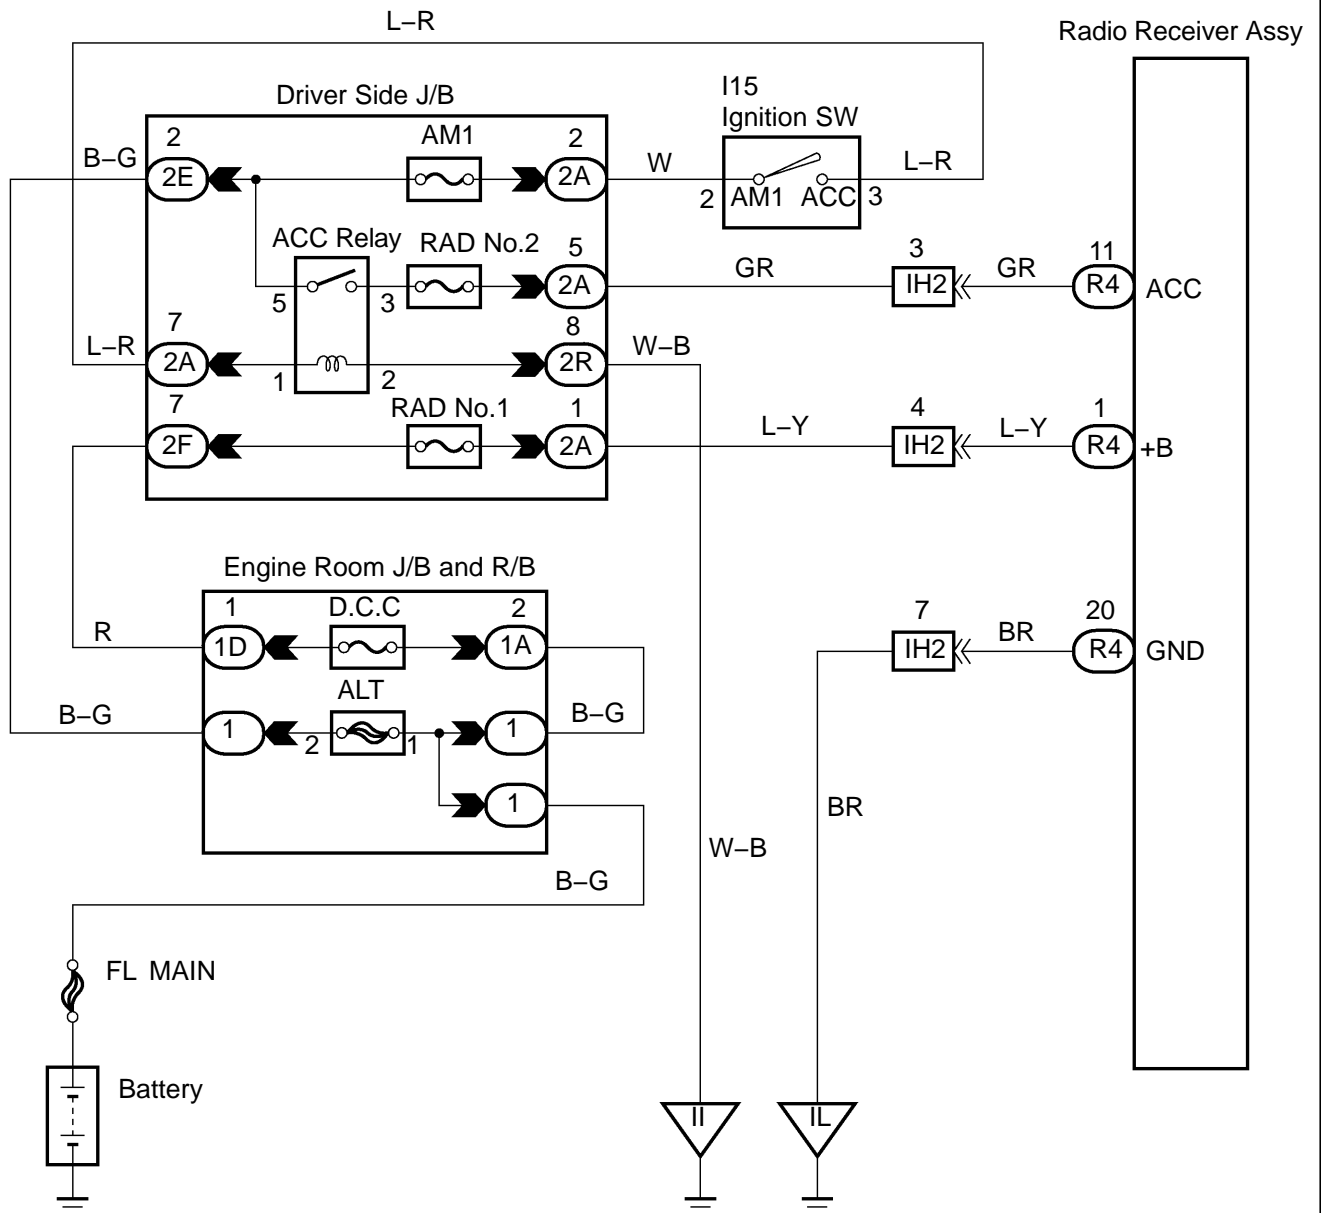 L–R
Radio Receiver Assy
Driver Side J/B
I15
Ignition SW
B–G
2
2E
AM1
2
2A
W
2
AM1
ACC
3
L–R
ACC Relay
RAD No.2
5
3
5
2A
GR
3
IH2
GR
11
R4
ACC
L–R
7
2A
1
2
8
2R
W–B
7
2F
RAD No.1
1
2A
L–Y
4
IH2
L–Y
1
R4
+B
Engine Room J/B and R/B
R
1
1D
D.C.C
2
1A
7
IH2
BR
20
R4
GND
B–G
1
2
ALT
1
1
B–G
1
BR
W–B
B–G
FL MAIN
Battery
II
IL